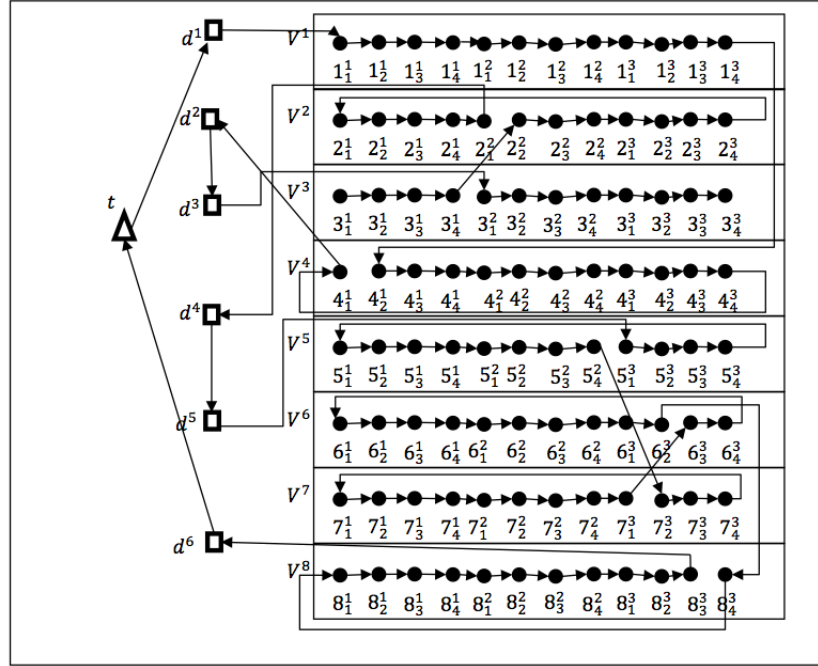 d¹ V¹
1¹₁ 1¹₂ 1¹₃ 1¹₄ 1²₁ 1²₂ 1²₃ 1²₄ 1³₁ 1³₂ 1³₃ 1³₄
d² V²
2¹₁ 2¹₂ 2¹₃ 2¹₄ 2²₁ 2²₂ 2²₃ 2²₄ 2³₁ 2³₂ 2³₃ 2³₄
t d³ V³
3¹₁ 3¹₂ 3¹₃ 3¹₄ 3²₁ 3²₂ 3²₃ 3²₄ 3³₁ 3³₂ 3³₃ 3³₄
V⁴
4¹₁ 4¹₂ 4¹₃ 4¹₄ 4²₁ 4²₂ 4²₃ 4²₄ 4³₁ 4³₂ 4³₃ 4³₄
d⁴ V⁵
5¹₁ 5¹₂ 5¹₃ 5¹₄ 5²₁ 5²₂ 5²₃ 5²₄ 5³₁ 5³₂ 5³₃ 5³₄
d⁵ V⁶
6¹₁ 6¹₂ 6¹₃ 6¹₄ 6²₁ 6²₂ 6²₃ 6²₄ 6³₁ 6³₂ 6³₃ 6³₄
V⁷
7¹₁ 7¹₂ 7¹₃ 7¹₄ 7²₁ 7²₂ 7²₃ 7²₄ 7³₁ 7³₂ 7³₃ 7³₄
d⁶ V⁸
8¹₁ 8¹₂ 8¹₃ 8¹₄ 8²₁ 8²₂ 8²₃ 8²₄ 8³₁ 8³₂ 8³₃ 8³₄